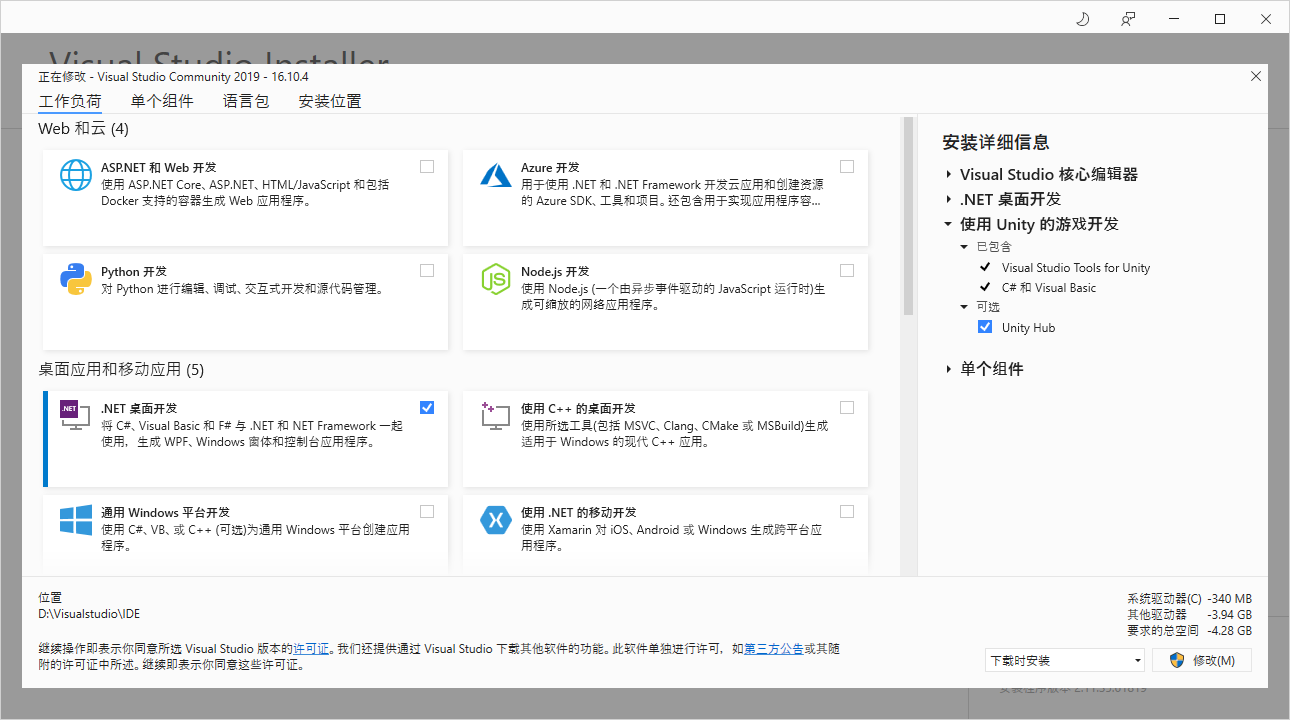 Visual Studio Installer
正在修改 - Visual Studio Community 2019 - 16.10.4
工作负荷 单个组件 语言包 安装位置
Web 和云 (4)
ASP.NET 和 Web 开发
使用 ASP.NET Core、ASP.NET、HTML/JavaScript 和包括
Docker 支持的容器生成 Web 应用程序。
Azure 开发
用于使用 .NET 和 .NET Framework 开发云应用和创建资源
的 Azure SDK、工具和项目。还包含用于实现应用程序容...
Python 开发
对 Python 进行编辑、调试、交互式开发和源代码管理。
JS
Node.js 开发
使用 Node.js (一个由异步事件驱动的 JavaScript 运行时)生
成可缩放的网络应用程序。
桌面应用和移动应用 (5)
.NET
.NET 桌面开发
将 C#、Visual Basic 和 F# 与 .NET 和 NET Framework 一起
使用，生成 WPF、Windows 窗体和控制台应用程序。
使用 C++ 的桌面开发
使用所选工具(包括 MSVC、Clang、CMake 或 MSBuild)生成
适用于 Windows 的现代 C++ 应用。
通用 Windows 平台开发
使用 C#、VB、或 C++ (可选)为通用 Windows 平台创建应用
程序。
使用 .NET 的移动开发
使用 Xamarin 对 iOS、Android 或 Windows 生成跨平台应
用程序。
安装详细信息
Visual Studio 核心编辑器
.NET 桌面开发
使用 Unity 的游戏开发
已包含
Visual Studio Tools for Unity
C# 和 Visual Basic
可选
Unity Hub
单个组件
位置
D:\Visualstudio\IDE
继续操作即表示你同意所选 Visual Studio 版本的许可证。我们还提供通过 Visual Studio 下载其他软件的功能。此软件单独进行许可，如第三方公告或其随
附的许可证中所述。继续即表示你同意这些许可证。
系统驱动器(C) -340 MB
其他驱动器 -3.94 GB
要求的总空间 -4.28 GB
下载时安装
修改(M)
安装程序版本 2.11.55.01819